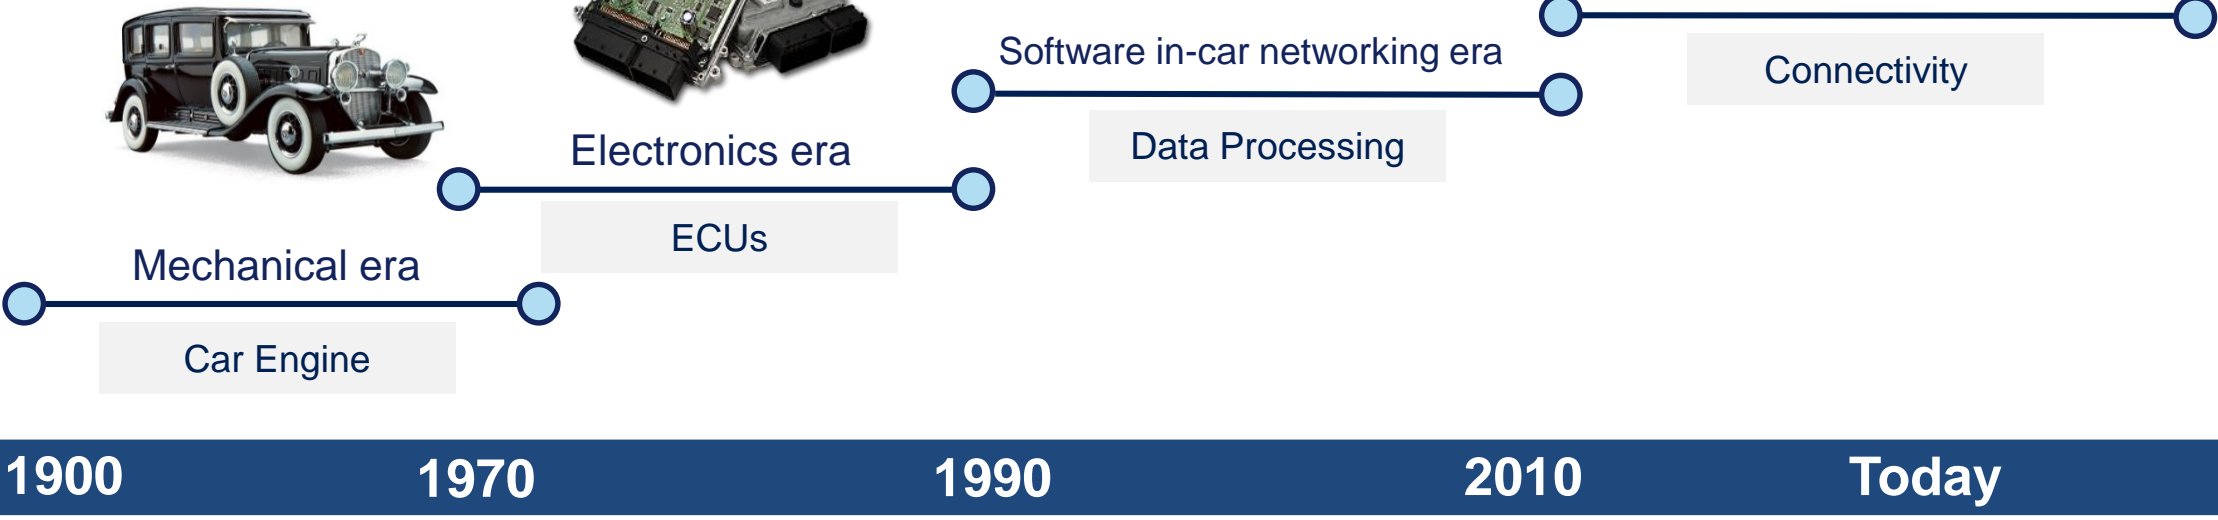 Software in-car networking era
Connectivity
Data Processing
Electronics era
ECUs
Mechanical era
Car Engine
1900 1970 1990 2010 Today